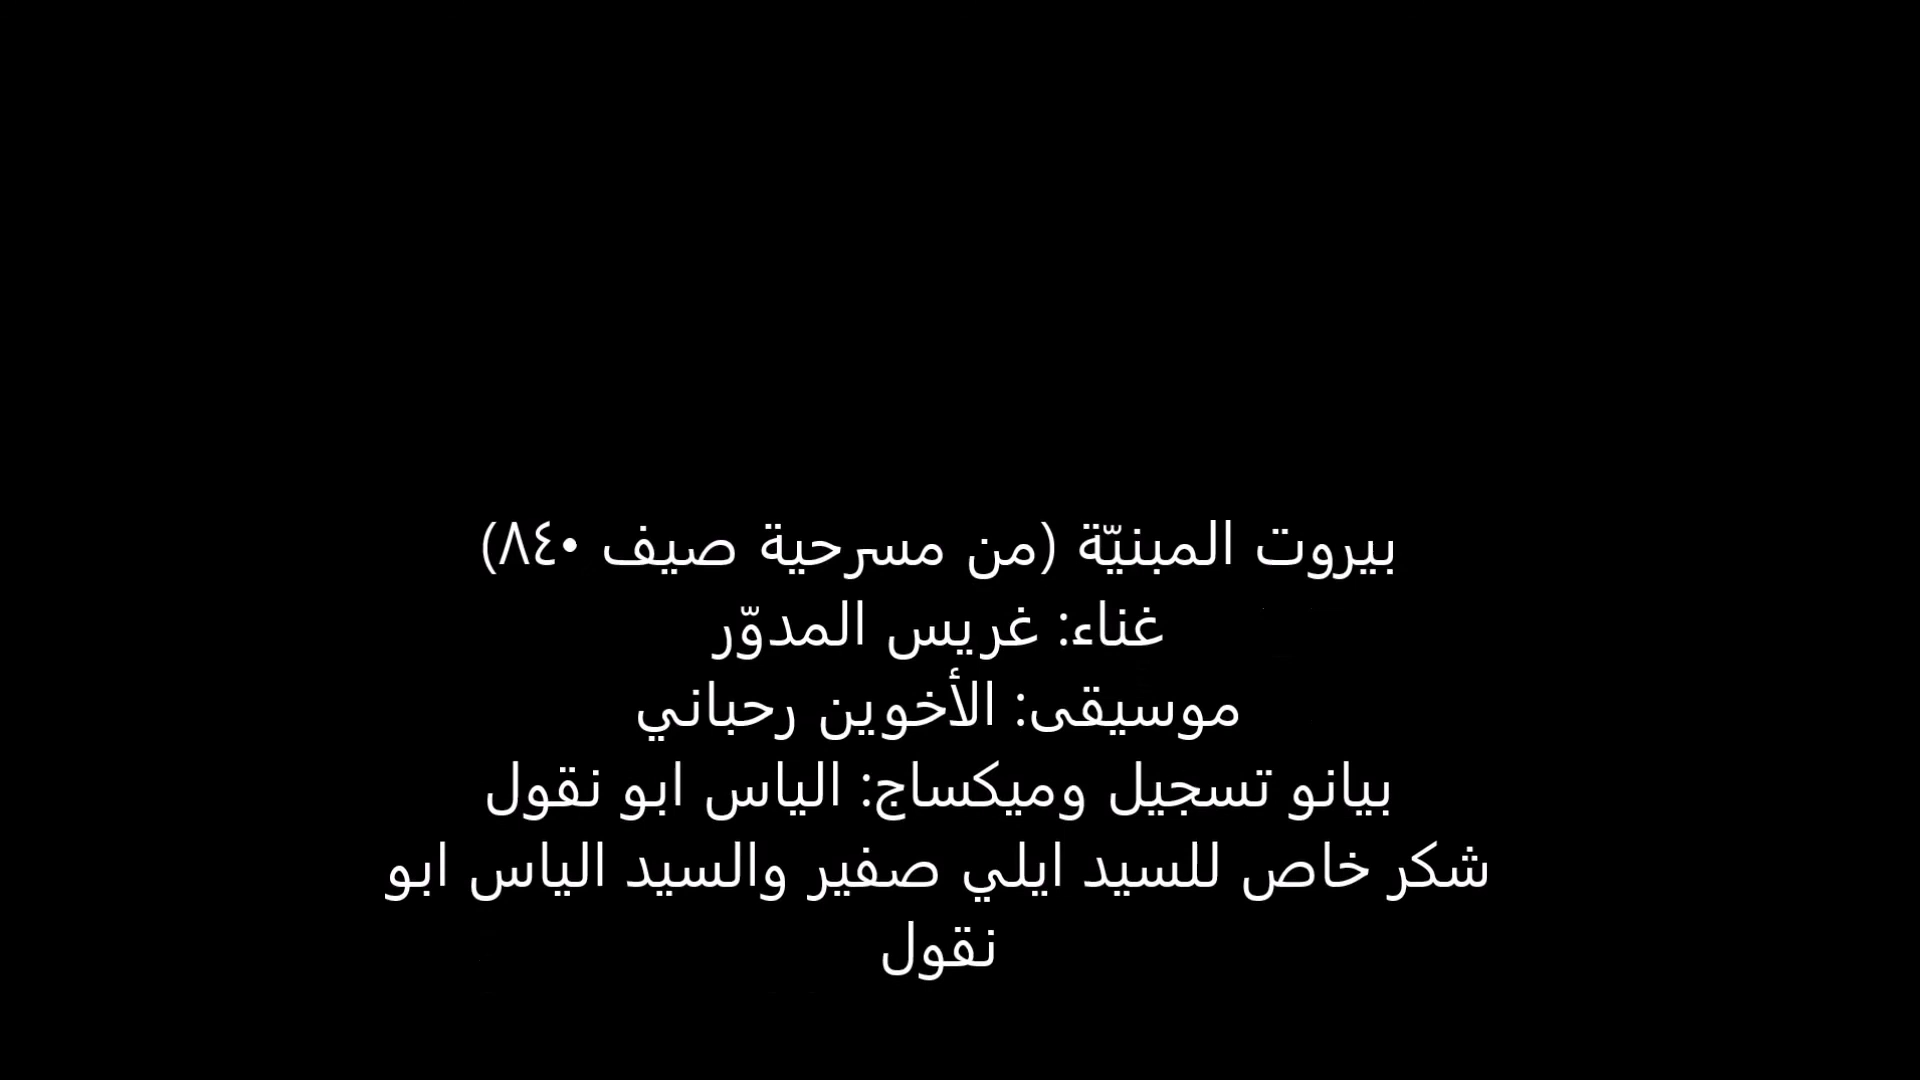 بيروت المبنيّة (من مسرحية صيف ٨٤٠)
غناء: غريس المدوّر
موسيقى: الأخوين رحباني
بيانو تسجيل وميكساج: الياس ابو نقول
شكر خاص للسيد ايلي صفير والسيد الياس ابو
نقول